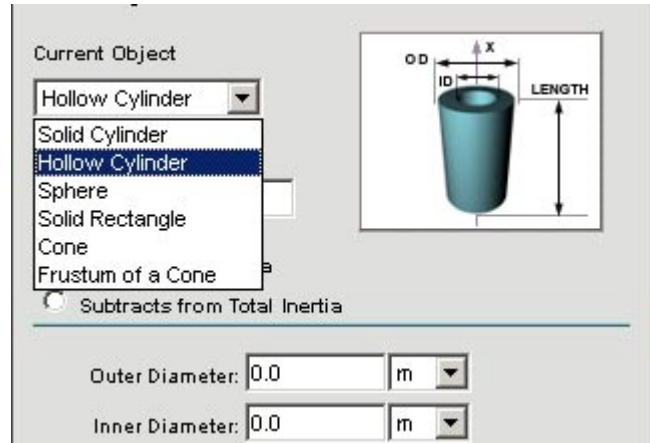 Current Object
Hollow Cylinder
Solid Cylinder
Hollow Cylinder
Sphere
Solid Rectangle
Cone
Frustum of a Cone
Subtracts from Total Inertia
X
OD
ID
LENGTH
Outer Diameter: 0.0 m
Inner Diameter: 0.0 m